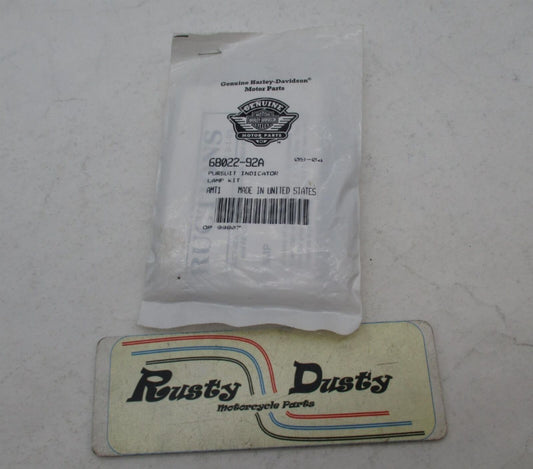 Genuine Harley-Davidson®
Motor Parts
GENUINE
MOTOR PARTS
68022-92A
PURSUIT INDICATOR
LAMP KIT
AMT1 MADE IN UNITED STATES
Rusty Dusty
Motorcycle Parts